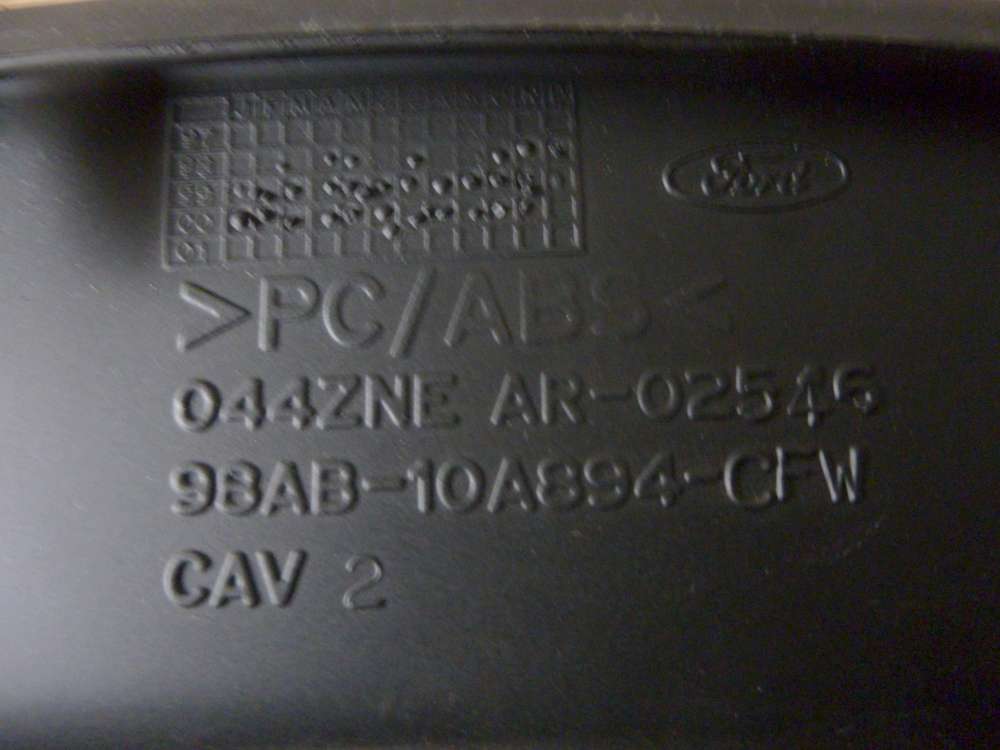 Ford
>PC/ABS<
044ZNE AR-02546
98AB-10A894-CFW
CAV 2